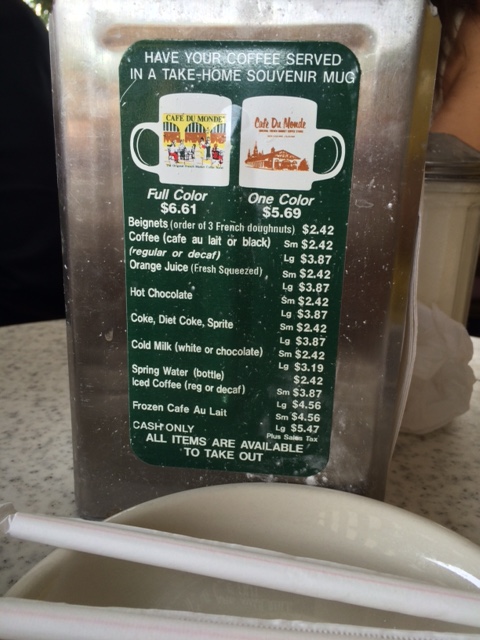 HAVE YOUR COFFEE SERVED
IN A TAKE-HOME SOUVENIR MUG
CAFÉ DU MONDE
Café Du Monde
Full Color
$6.61
One Color
$5.69
Beignets (order of 3 French doughnuts) $2.42
Coffee (cafe au lait or black) Sm $2.42
(regular or decaf) Lg $3.87
Orange Juice (Fresh Squeezed) Sm $2.42
Lg $3.87
Hot Chocolate Sm $2.42
Lg $3.87
Coke, Diet Coke, Sprite Sm $2.42
Lg $3.87
Cold Milk (white or chocolate) Sm $2.42
Lg $3.19
Spring Water (bottle) $2.42
Iced Coffee (reg or decaf) Sm $3.87
Lg $4.56
Frozen Cafe Au Lait Sm $4.56
Lg $5.47
CASH ONLY Plus Sales Tax
ALL ITEMS ARE AVAILABLE
TO TAKE OUT